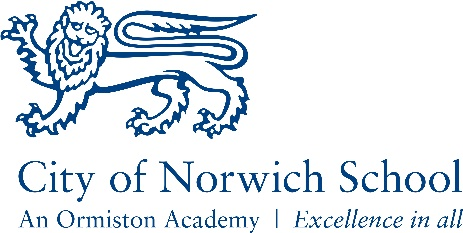 City of Norwich School
An Ormiston Academy | Excellence in all